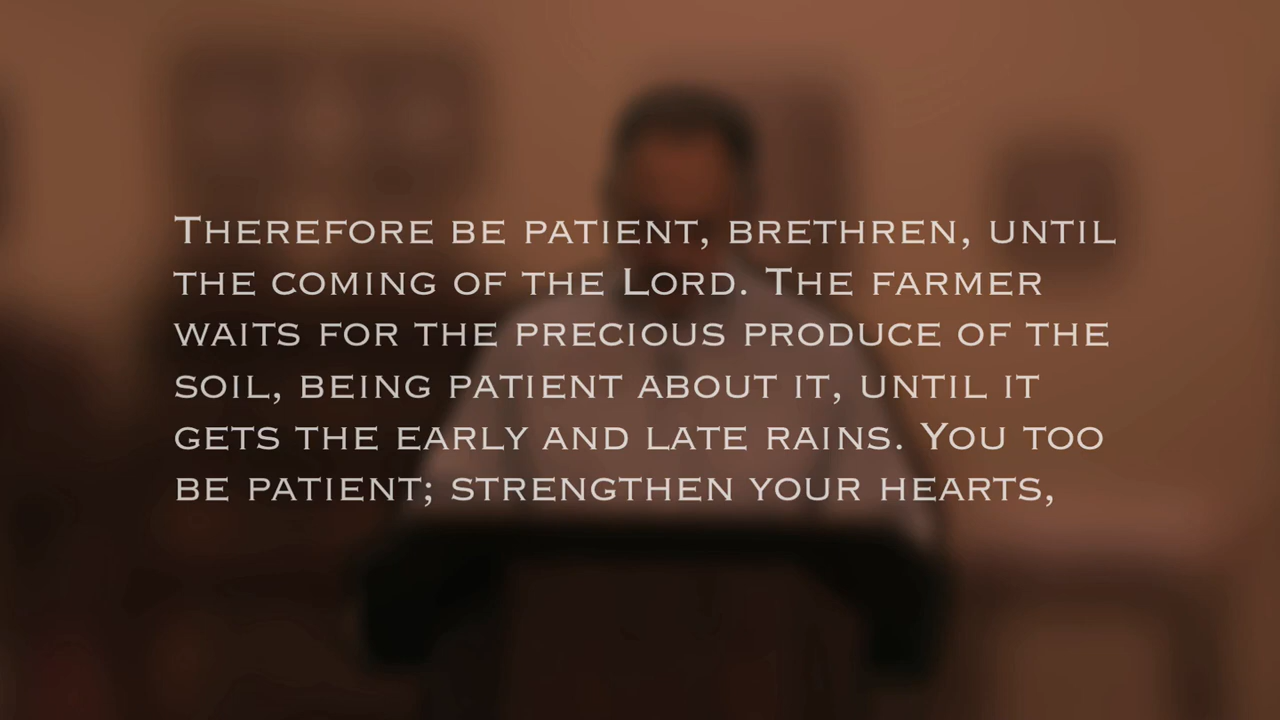 Therefore be patient, brethren, until
the coming of the Lord. The farmer
waits for the precious produce of the
soil, being patient about it, until it
gets the early and late rains. You too
be patient; strengthen your hearts,